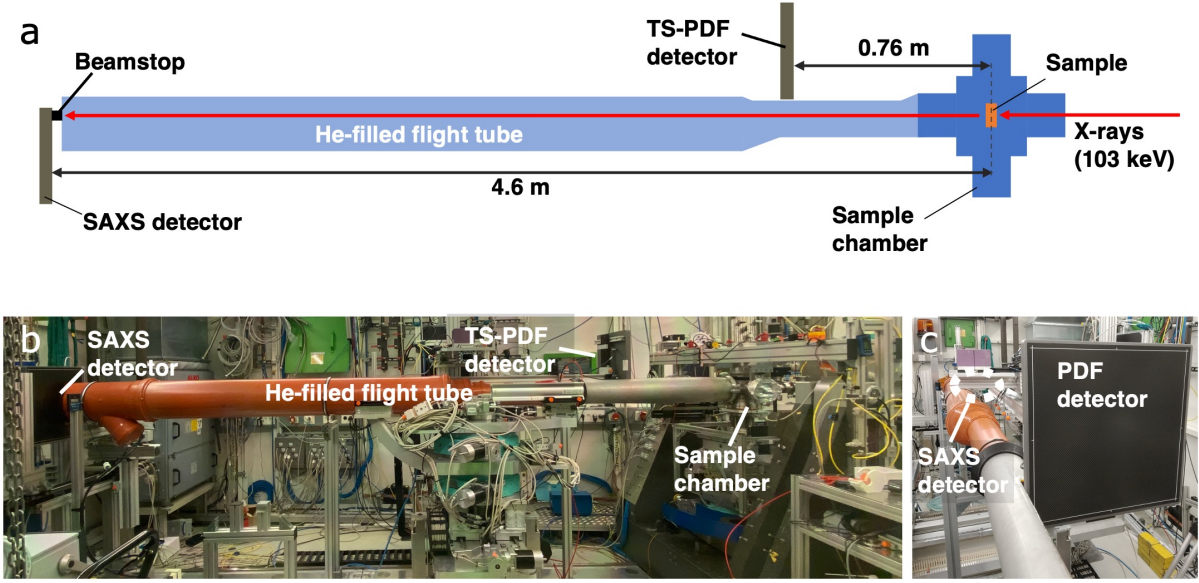 a
Beamstop
TS-PDF
detector
0.76 m
Sample
He-filled flight tube
X-rays
(103 keV)
4.6 m
SAXS detector
Sample
chamber
b
SAXS
detector
TS-PDF
detector
He-filled flight tube
Sample
chamber
c
PDF
detector
SAXS
detector